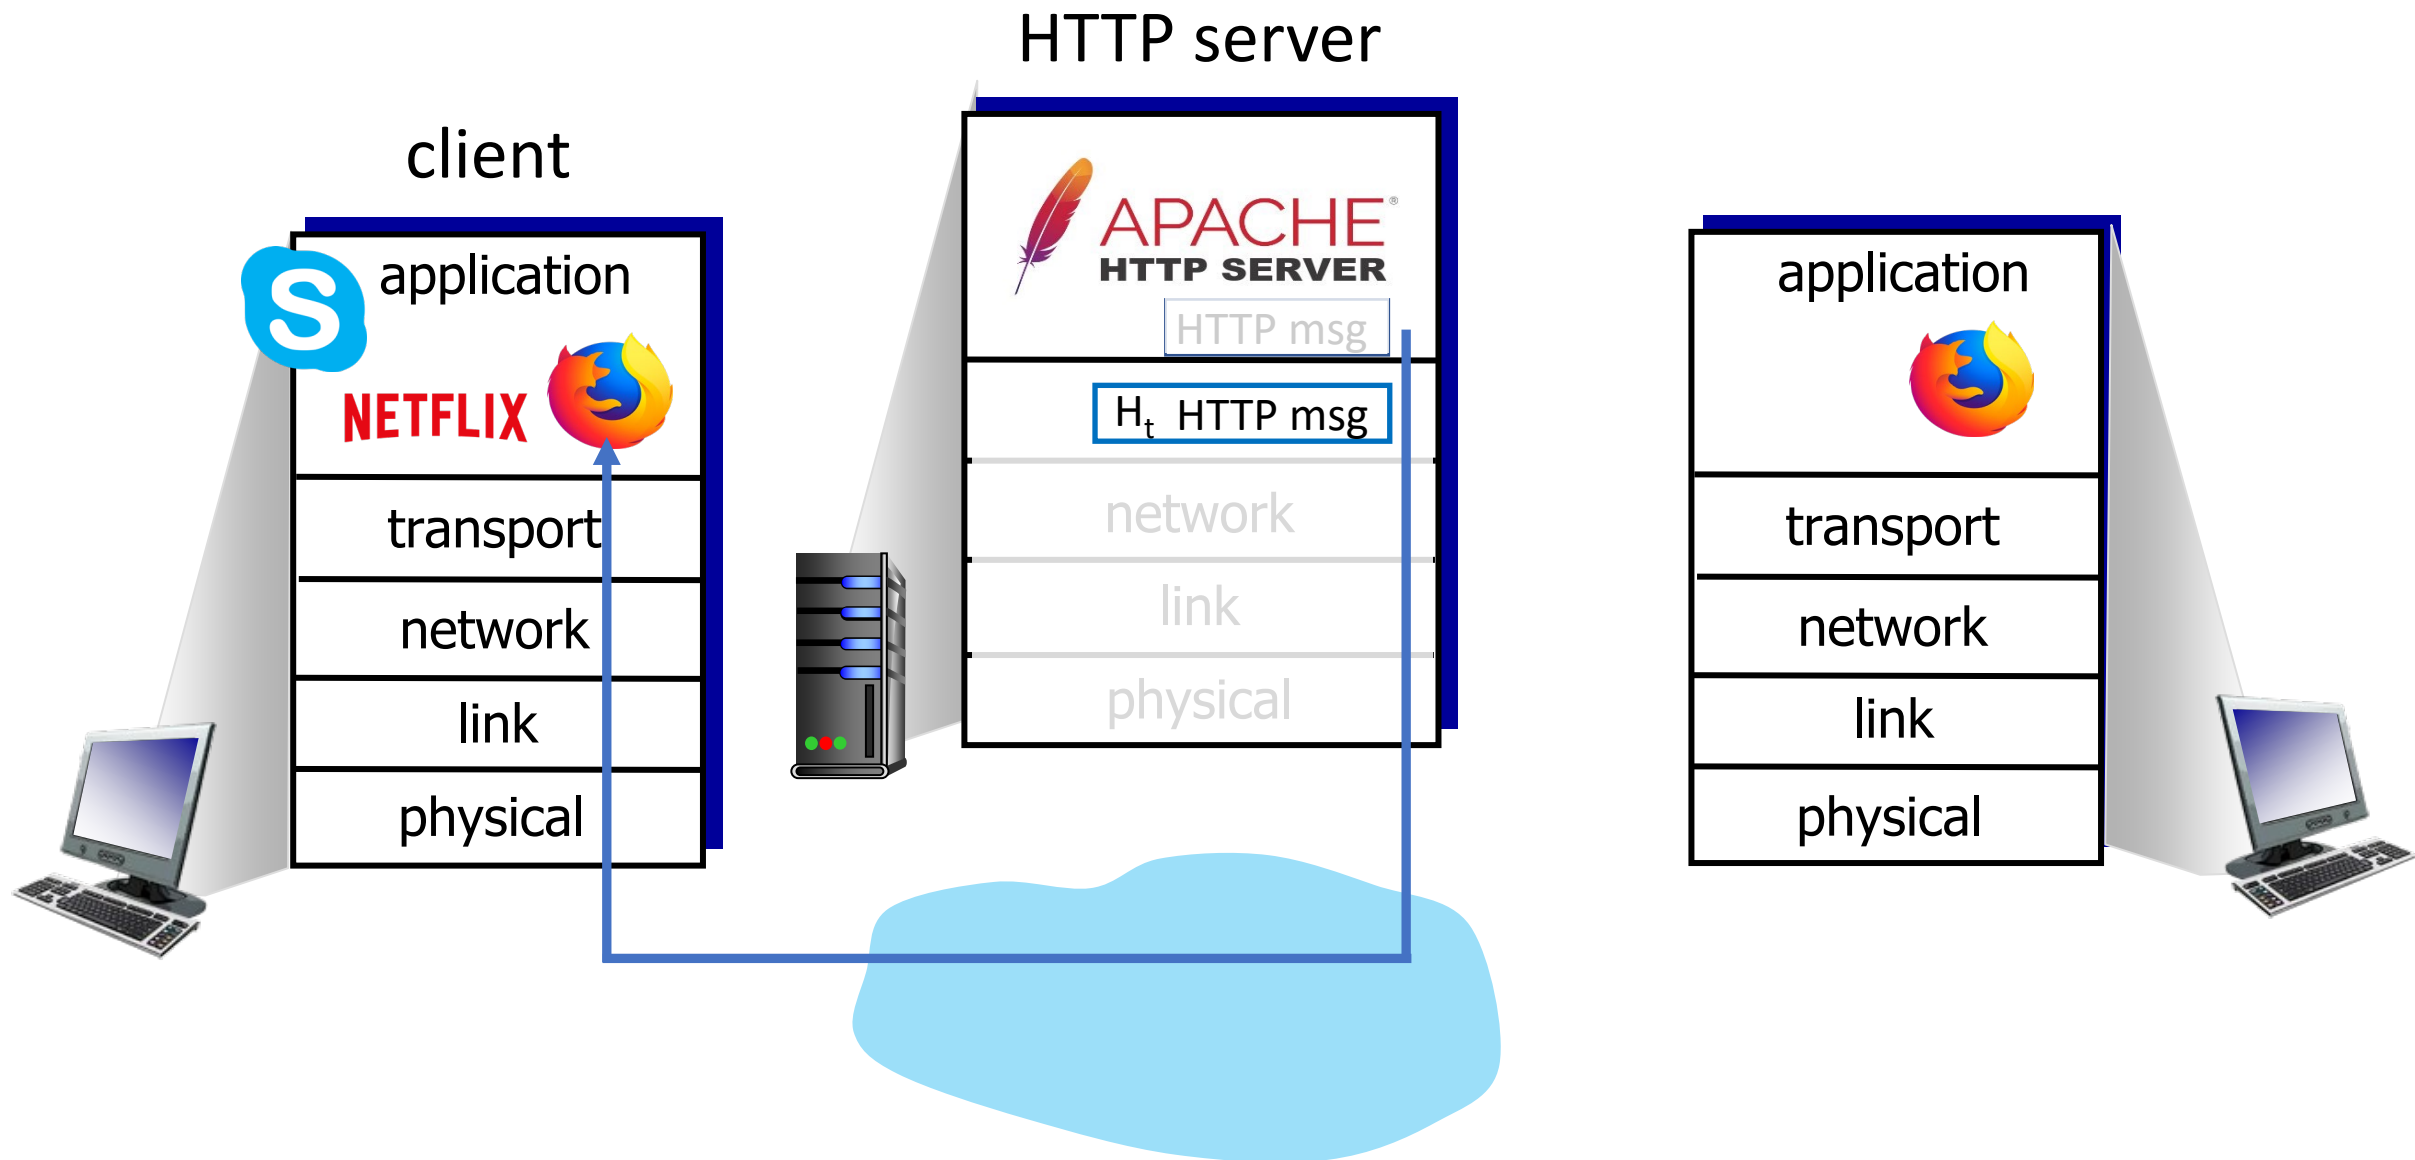 HTTP server
client
application
S
NETFLIX
transport
network
link
physical
APACHE®
HTTP SERVER
HTTP msg
Hₜ HTTP msg
network
link
physical
application
transport
network
link
physical